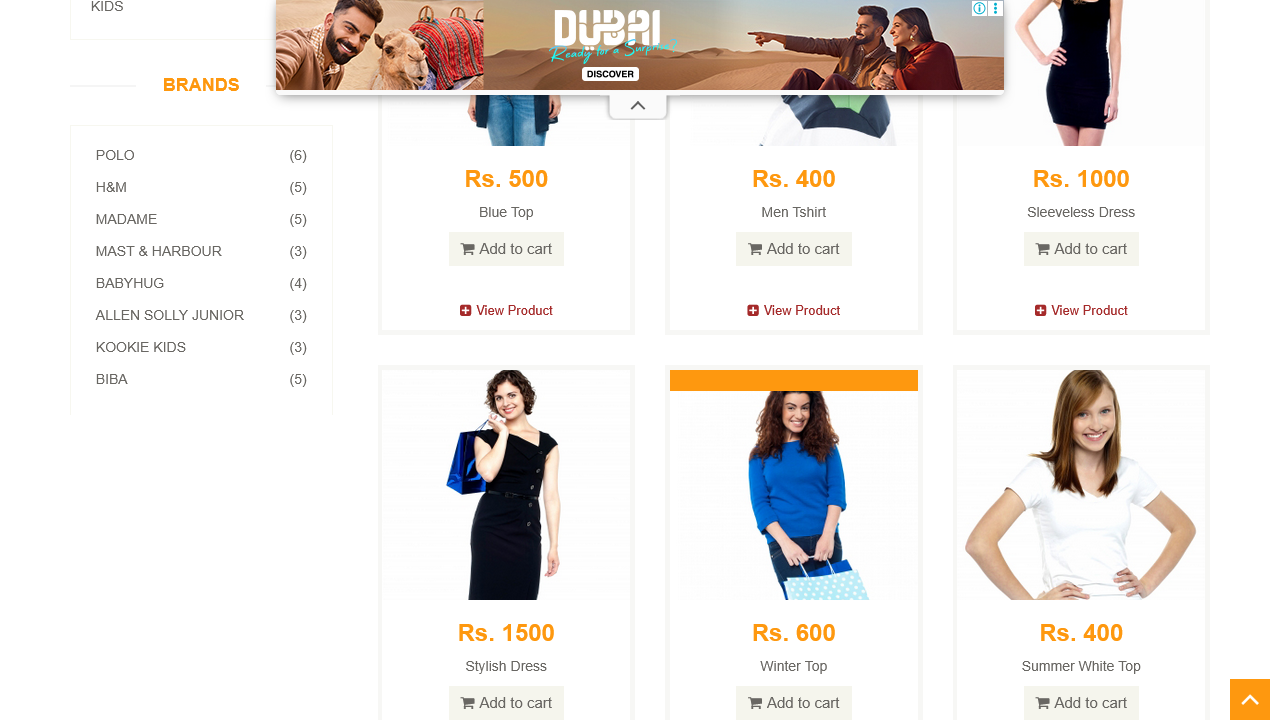 KIDS
DUBAI
Ready for a Surprise?
DISCOVER
BRANDS
POLO (6)
H&M (5)
MADAME (5)
MAST & HARBOUR (3)
BABYHUG (4)
ALLEN SOLLY JUNIOR (3)
KOOKIE KIDS (3)
BIBA (5)
Rs. 500
Blue Top
Add to cart
View Product
Rs. 400
Men Tshirt
Add to cart
View Product
Rs. 1000
Sleeveless Dress
Add to cart
View Product
Rs. 1500
Stylish Dress
Add to cart
Rs. 600
Winter Top
Add to cart
Rs. 400
Summer White Top
Add to cart